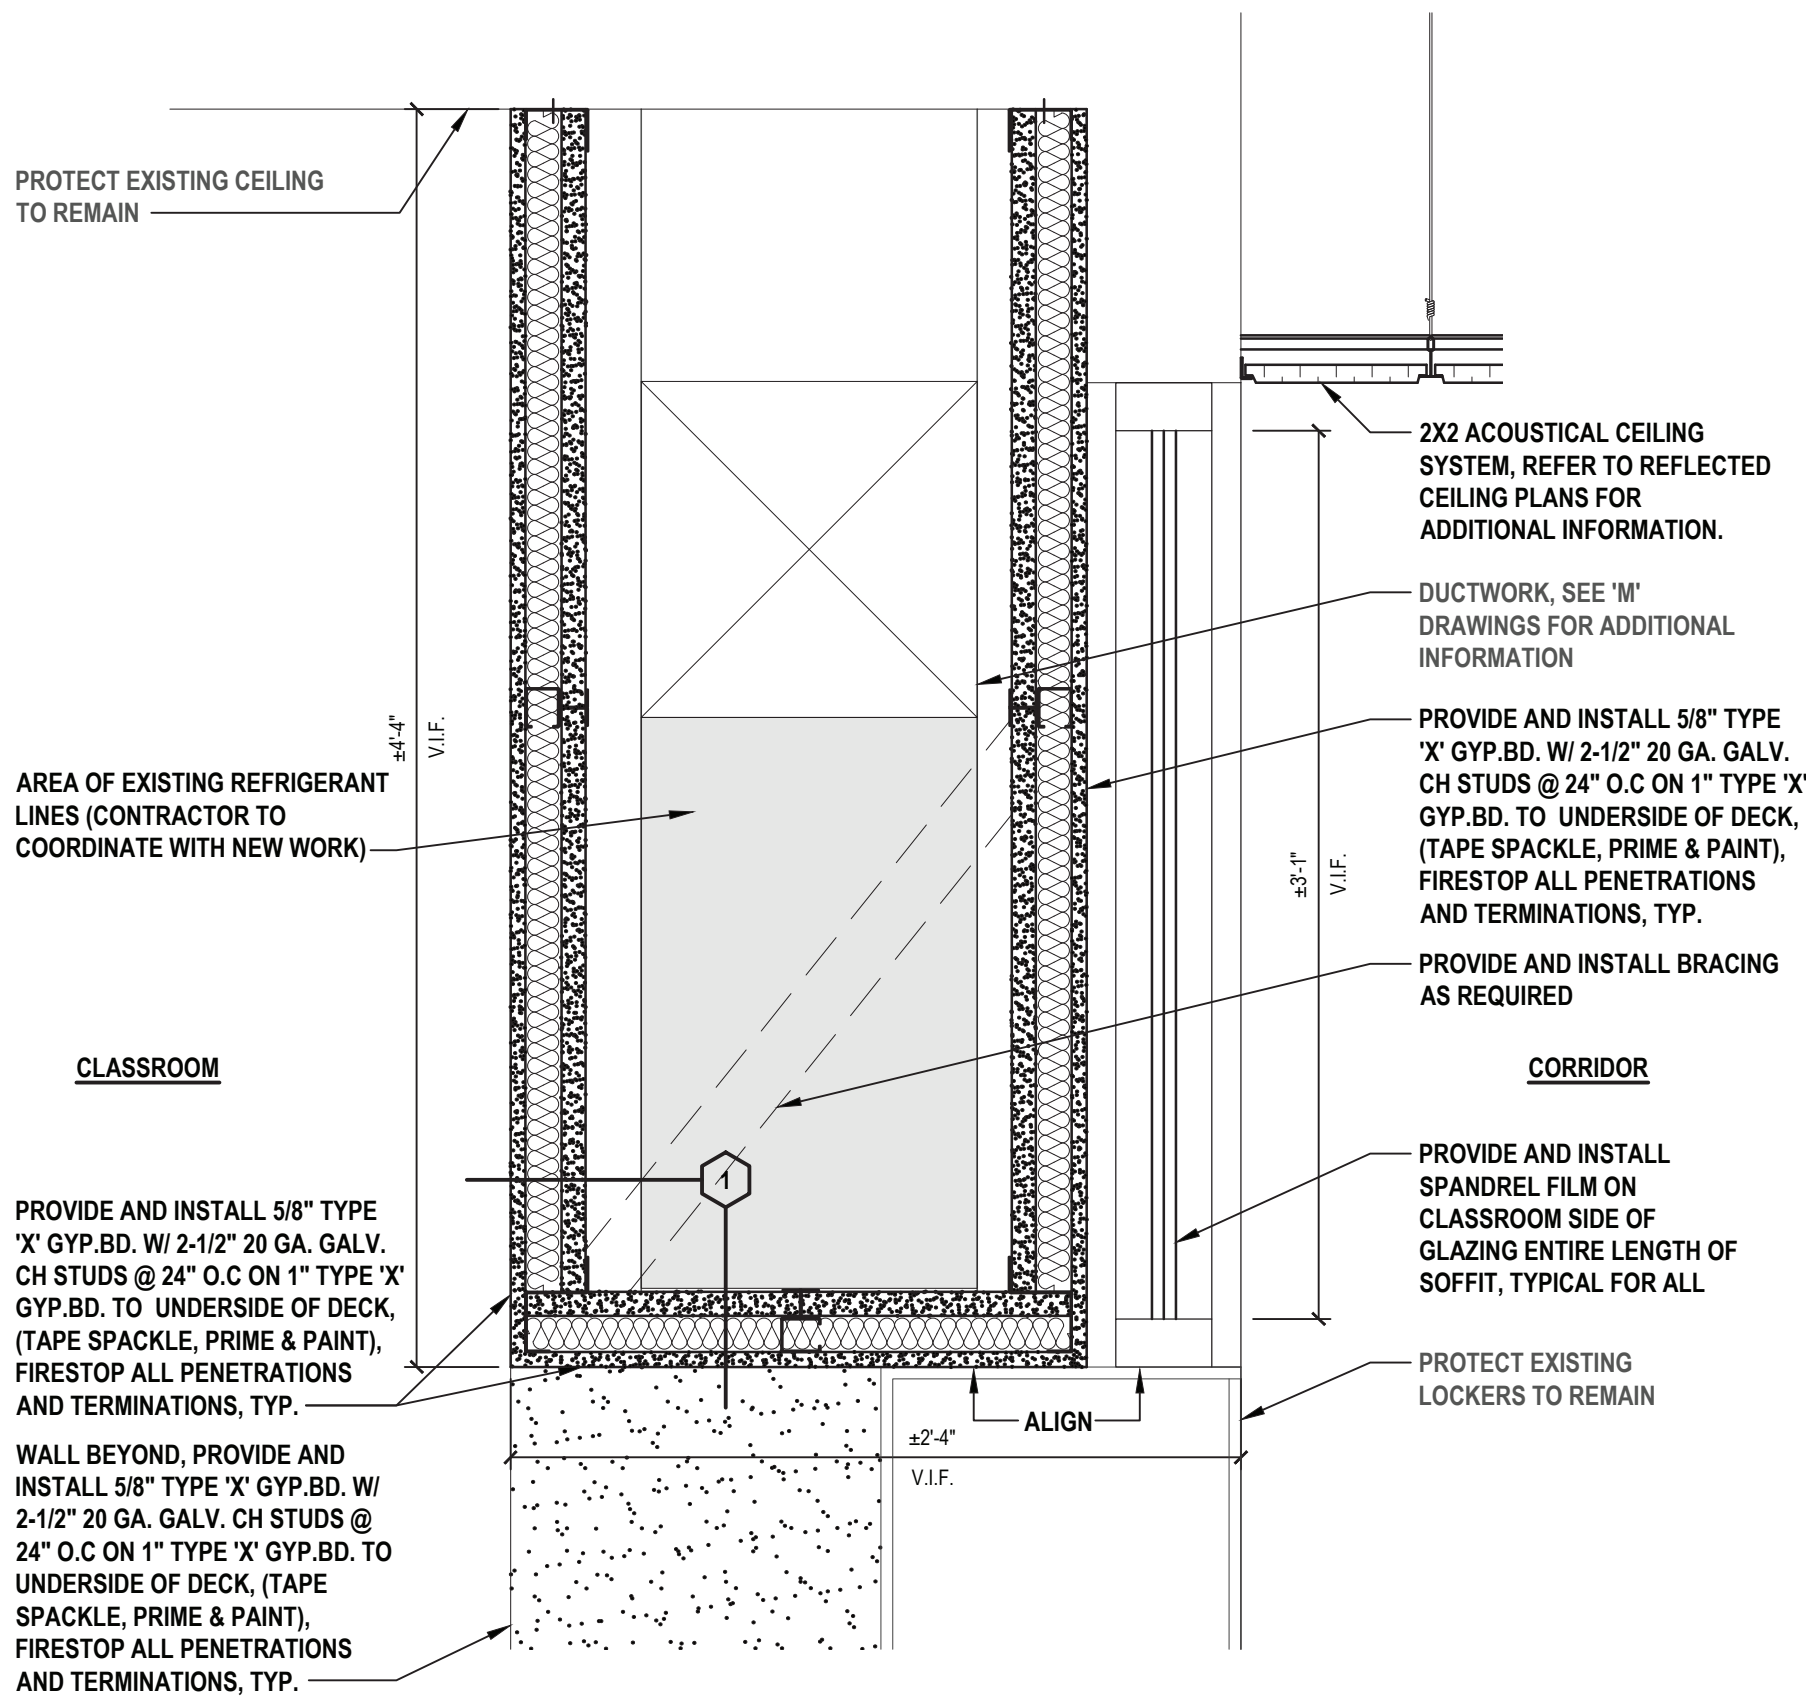 PROTECT EXISTING CEILING
TO REMAIN
±4'-4"
V.I.F.
AREA OF EXISTING REFRIGERANT
LINES (CONTRACTOR TO
COORDINATE WITH NEW WORK)
CLASSROOM
PROVIDE AND INSTALL 5/8" TYPE
'X' GYP.BD. W/ 2-1/2" 20 GA. GALV.
CH STUDS @ 24" O.C ON 1" TYPE 'X'
GYP.BD. TO  UNDERSIDE OF DECK,
(TAPE SPACKLE, PRIME & PAINT),
FIRESTOP ALL PENETRATIONS
AND TERMINATIONS, TYP.
WALL BEYOND, PROVIDE AND
INSTALL 5/8" TYPE 'X' GYP.BD. W/
2-1/2" 20 GA. GALV. CH STUDS @
24" O.C ON 1" TYPE 'X' GYP.BD. TO
UNDERSIDE OF DECK, (TAPE
SPACKLE, PRIME & PAINT),
FIRESTOP ALL PENETRATIONS
AND TERMINATIONS, TYP.
1
ALIGN
±2'-4"
V.I.F.
±3'-1"
V.I.F.
2X2 ACOUSTICAL CEILING
SYSTEM, REFER TO REFLECTED
CEILING PLANS FOR
ADDITIONAL INFORMATION.
DUCTWORK, SEE 'M'
DRAWINGS FOR ADDITIONAL
INFORMATION
PROVIDE AND INSTALL 5/8" TYPE
'X' GYP.BD. W/ 2-1/2" 20 GA. GALV.
CH STUDS @ 24" O.C ON 1" TYPE 'X'
GYP.BD. TO  UNDERSIDE OF DECK,
(TAPE SPACKLE, PRIME & PAINT),
FIRESTOP ALL PENETRATIONS
AND TERMINATIONS, TYP.
PROVIDE AND INSTALL BRACING
AS REQUIRED
CORRIDOR
PROVIDE AND INSTALL
SPANDREL FILM ON
CLASSROOM SIDE OF
GLAZING ENTIRE LENGTH OF
SOFFIT, TYPICAL FOR ALL
PROTECT EXISTING
LOCKERS TO REMAIN